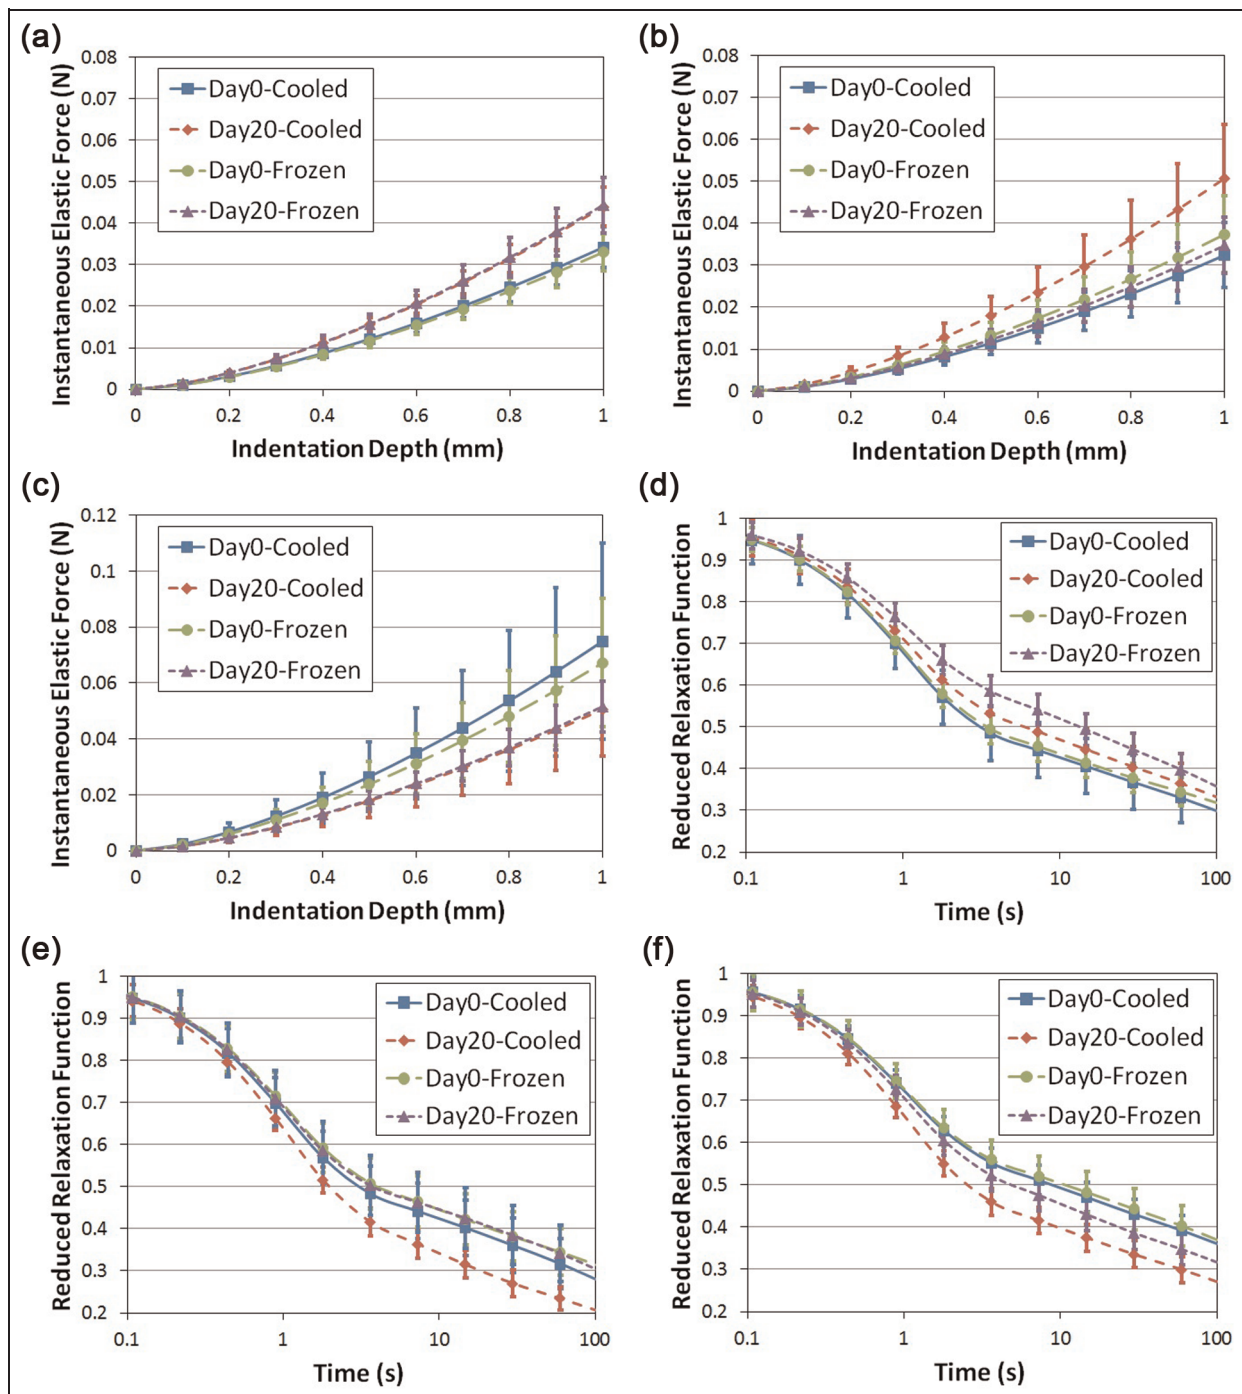 (a)
Instantaneous Elastic Force (N)
0.08
0.07
0.06
0.05
0.04
0.03
0.02
0.01
0
Day0-Cooled
Day20-Cooled
Day0-Frozen
Day20-Frozen
0 0.2 0.4 0.6 0.8 1
Indentation Depth (mm)
(b)
Instantaneous Elastic Force (N)
0.08
0.07
0.06
0.05
0.04
0.03
0.02
0.01
0
Day0-Cooled
Day20-Cooled
Day0-Frozen
Day20-Frozen
0 0.2 0.4 0.6 0.8 1
Indentation Depth (mm)
(c)
Instantaneous Elastic Force (N)
0.12
0.1
0.08
0.06
0.04
0.02
0
Day0-Cooled
Day20-Cooled
Day0-Frozen
Day20-Frozen
0 0.2 0.4 0.6 0.8 1
Indentation Depth (mm)
(d)
Reduced Relaxation Function
1
0.9
0.8
0.7
0.6
0.5
0.4
0.3
0.2
Day0-Cooled
Day20-Cooled
Day0-Frozen
Day20-Frozen
0.1 1 10 100
Time (s)
(e)
Reduced Relaxation Function
1
0.9
0.8
0.7
0.6
0.5
0.4
0.3
0.2
Day0-Cooled
Day20-Cooled
Day0-Frozen
Day20-Frozen
0.1 1 10 100
Time (s)
(f)
Reduced Relaxation Function
1
0.9
0.8
0.7
0.6
0.5
0.4
0.3
0.2
Day0-Cooled
Day20-Cooled
Day0-Frozen
Day20-Frozen
0.1 1 10 100
Time (s)